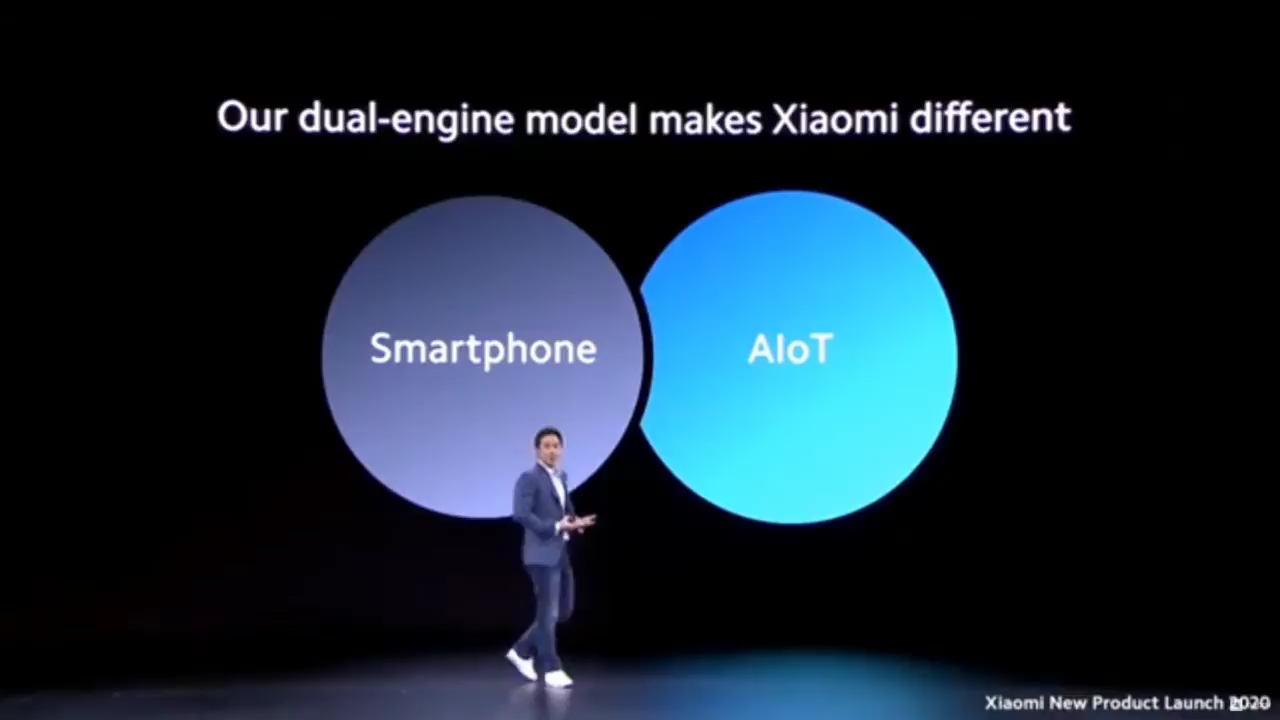 Our dual-engine model makes Xiaomi different
Smartphone
AIoT
Xiaomi New Product Launch 2020